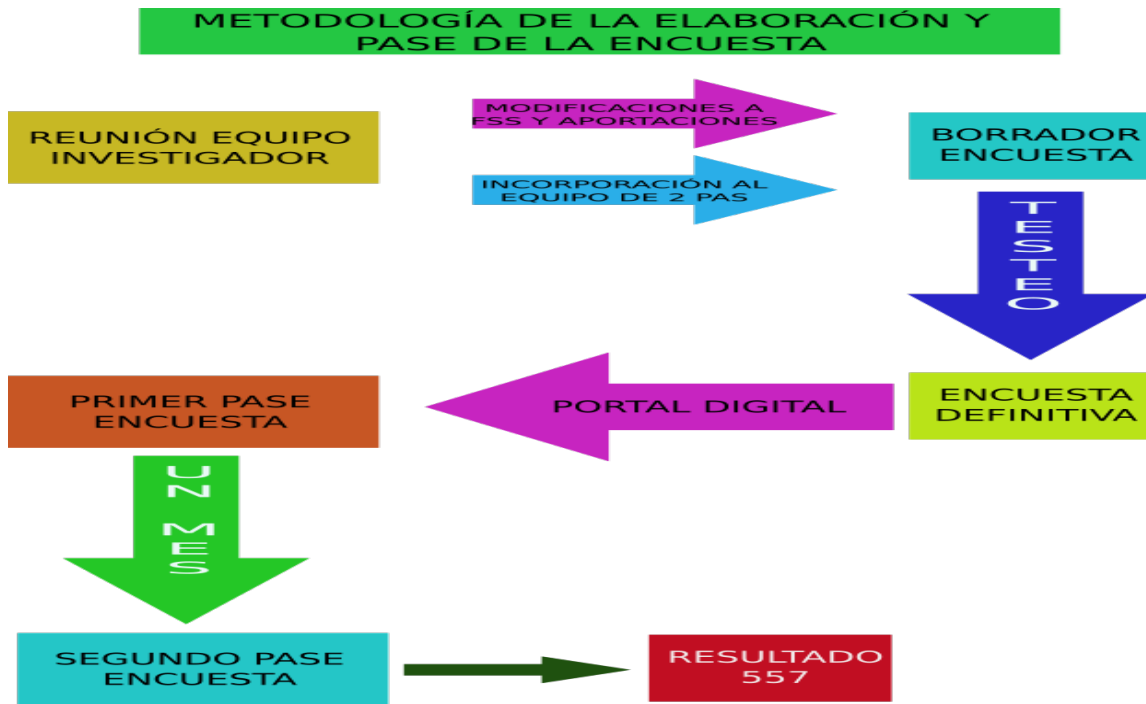 METODOLOGÍA DE LA ELABORACIÓN Y
PASE DE LA ENCUESTA
REUNIÓN EQUIPO
INVESTIGADOR
MODIFICACIONES A
FSS Y APORTACIONES
INCORPORACIÓN AL
EQUIPO DE 2 PAS
BORRADOR
ENCUESTA
TESTEO
ENCUESTA
DEFINITIVA
PORTAL DIGITAL
PRIMER PASE
ENCUESTA
UN MES
SEGUNDO PASE
ENCUESTA
RESULTADO
557